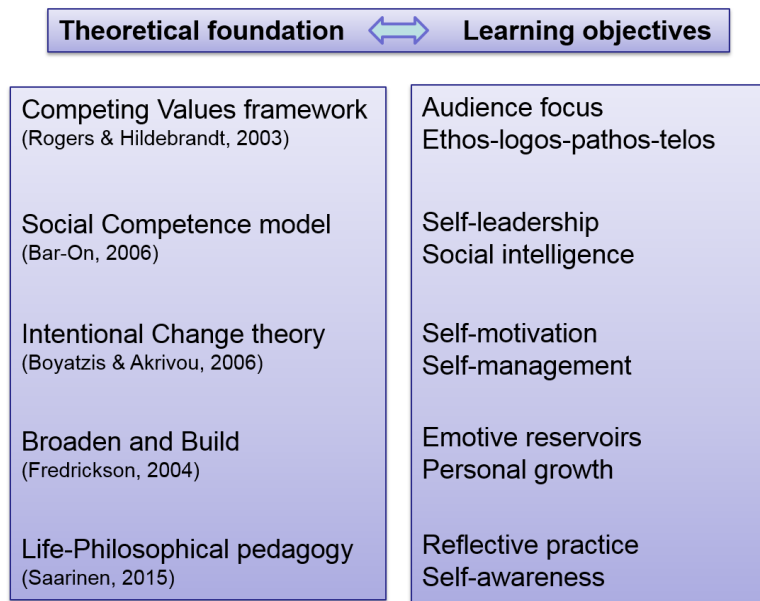 Theoretical foundation
Learning objectives
Competing Values framework
(Rogers & Hildebrandt, 2003)
Audience focus
Ethos-logos-pathos-telos
Social Competence model
(Bar-On, 2006)
Self-leadership
Social intelligence
Intentional Change theory
(Boyatzis & Akrivou, 2006)
Self-motivation
Self-management
Broaden and Build
(Fredrickson, 2004)
Emotive reservoirs
Personal growth
Life-Philosophical pedagogy
(Saarinen, 2015)
Reflective practice
Self-awareness